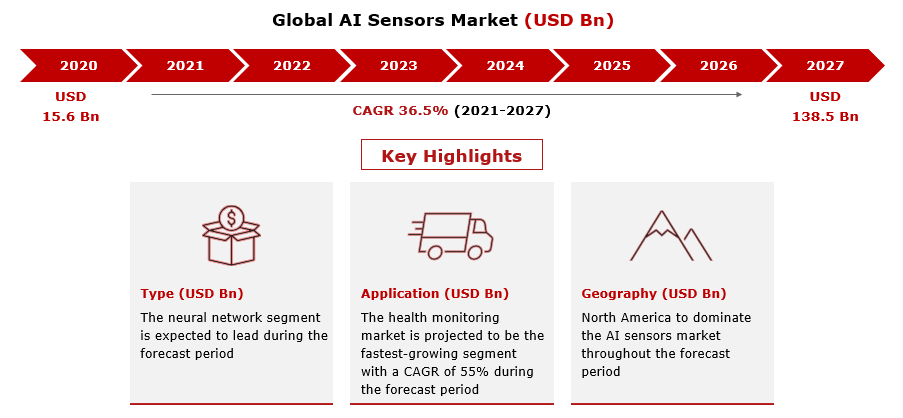 Global AI Sensors Market (USD Bn)
2020 2021 2022 2023 2024 2025 2026 2027
USD
15.6 Bn
CAGR 36.5% (2021-2027)
USD
138.5 Bn
Key Highlights
$
Type (USD Bn)
The neural network segment
is expected to lead during the
forecast period
Application (USD Bn)
The health monitoring
market is projected to be the
fastest-growing segment
with a CAGR of 55% during
the forecast period
Geography (USD Bn)
North America to dominate
the AI sensors market
throughout the forecast
period